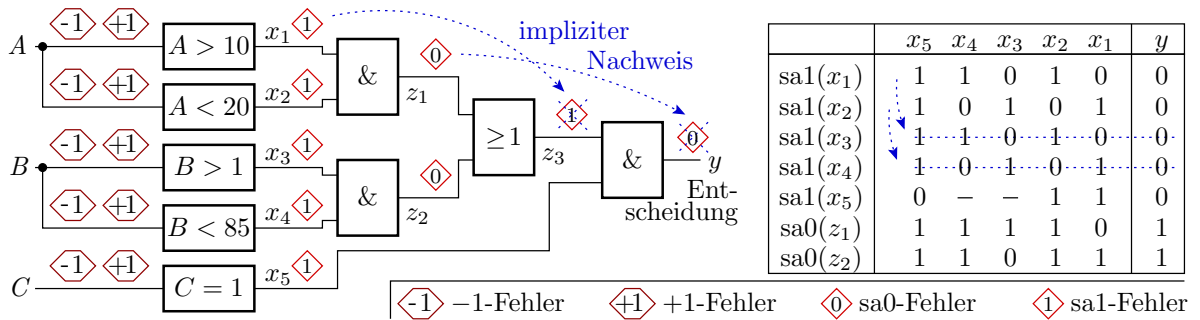 -1 +1 A > 10 x₁ 1
A
-1 +1 A < 20 x₂ 1
& z₁ 0
impliziter
Nachweis
-1 +1 B > 1 x₃ 1
B
-1 +1 B < 85 x₄ 1
& z₂ 0
≥1 z₃ 1
& 0 y
Ent-
scheidung
-1 +1 C = 1 x₅ 1
C
x₅ x₄ x₃ x₂ x₁ y
sa1(x₁) 1 1 0 1 0 0
sa1(x₂) 1 0 1 0 1 0
sa1(x₃) 1 1 0 1 0 0
sa1(x₄) 1 0 1 0 1 0
sa1(x₅) 0 − − 1 1 0
sa0(z₁) 1 1 1 1 0 1
sa0(z₂) 1 1 0 1 1 1
-1 −1-Fehler +1 +1-Fehler 0 sa0-Fehler 1 sa1-Fehler